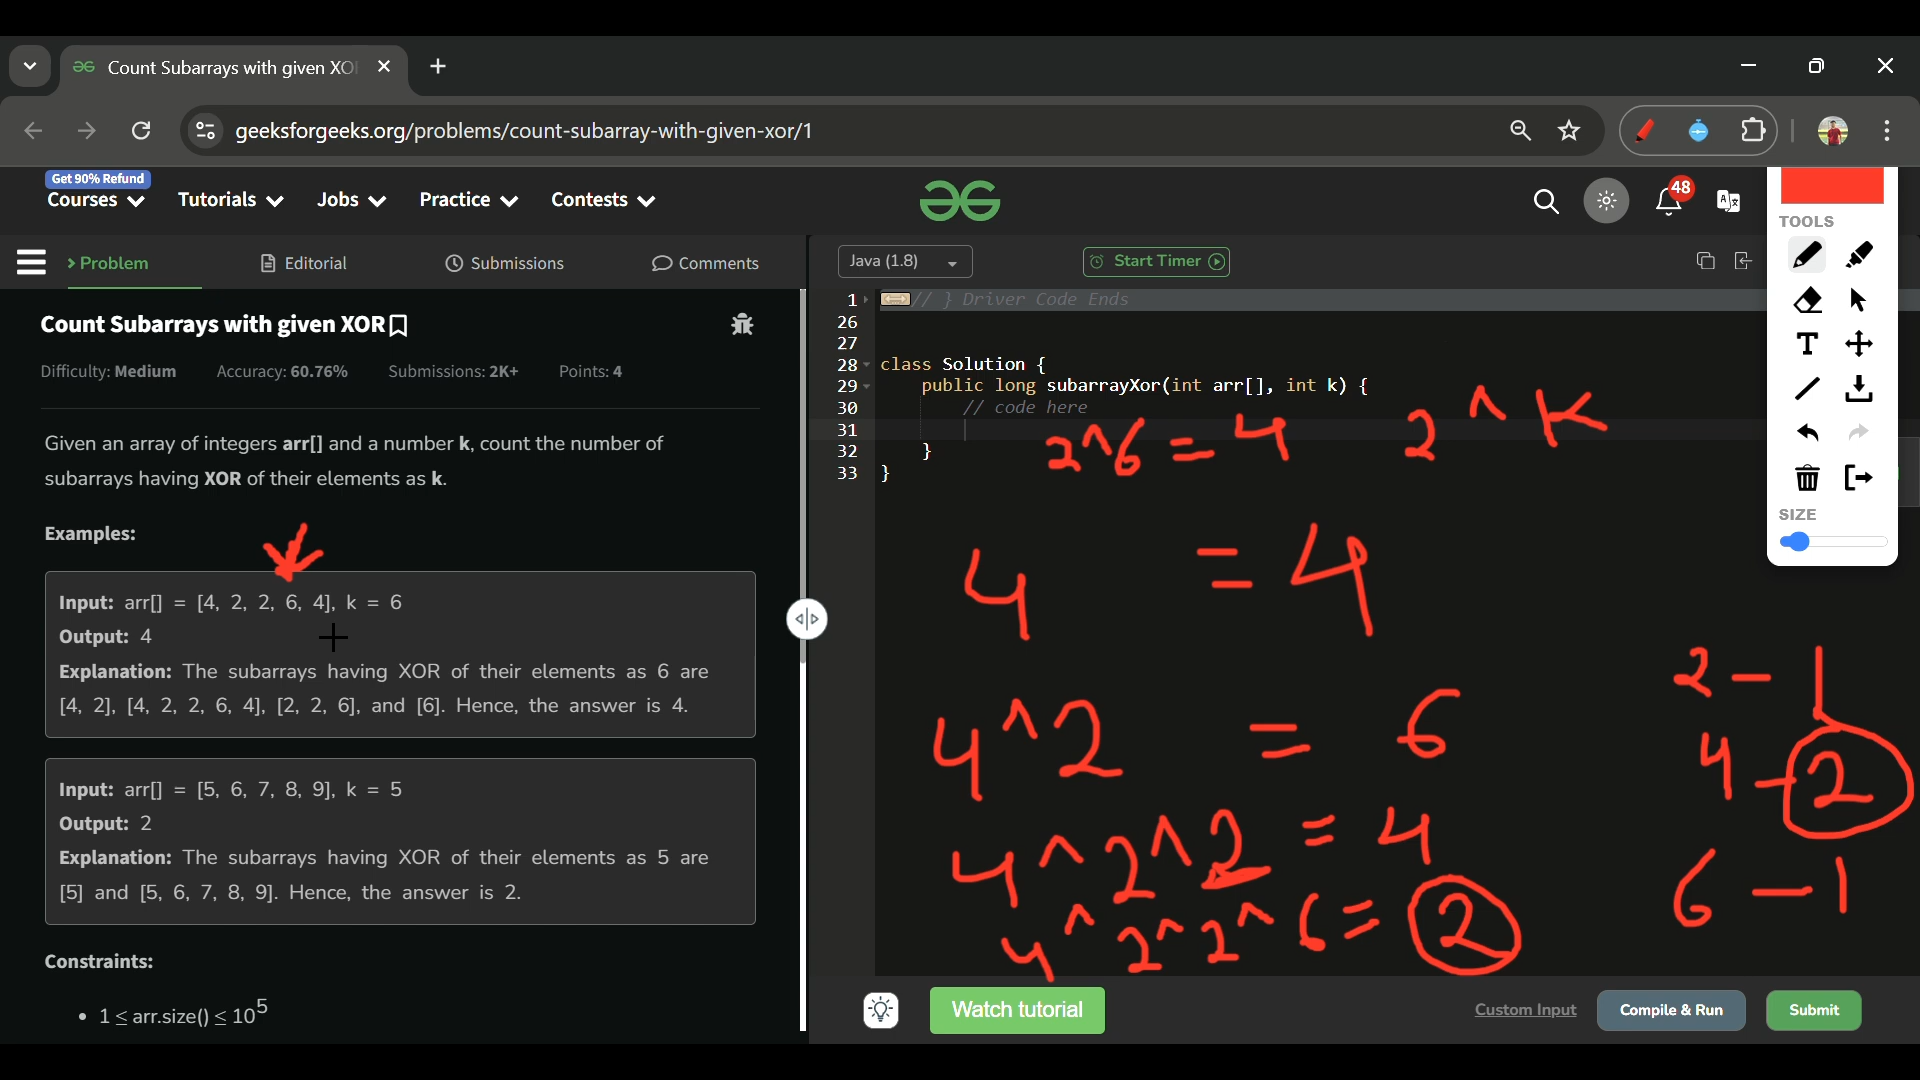 Count Subarrays with given XO
geeksforgeeks.org/problems/count-subarray-with-given-xor/1
Get 90% Refund
Courses Tutorials Jobs Practice Contests
48
TOOLS
Problem Editorial Submissions Comments
Java (1.8) Start Timer
Count Subarrays with given XOR
Difficulty: Medium Accuracy: 60.76% Submissions: 2K+ Points: 4
Given an array of integers arr[] and a number k, count the number of
subarrays having XOR of their elements as k.
Examples:
Input: arr[] = [4, 2, 2, 6, 4], k = 6
Output: 4
Explanation: The subarrays having XOR of their elements as 6 are
[4, 2], [4, 2, 2, 6, 4], [2, 2, 6], and [6]. Hence, the answer is 4.
Input: arr[] = [5, 6, 7, 8, 9], k = 5
Output: 2
Explanation: The subarrays having XOR of their elements as 5 are
[5] and [5, 6, 7, 8, 9]. Hence, the answer is 2.
Constraints:
• 1 ≤ arr.size() ≤ 10^5
1 // } Driver Code Ends
26
27
28 class Solution {
29 public long subarrayXor(int arr[], int k) {
30 // code here
31
32 }
33 }
T
SIZE
2^6 = 4 2 ^ K
4 = 4
4^2 = 6
4^2^2 = 4
4^2^2^6 = 2
2 - 1
4 - 2
6 - 1
Watch tutorial Custom Input Compile & Run Submit